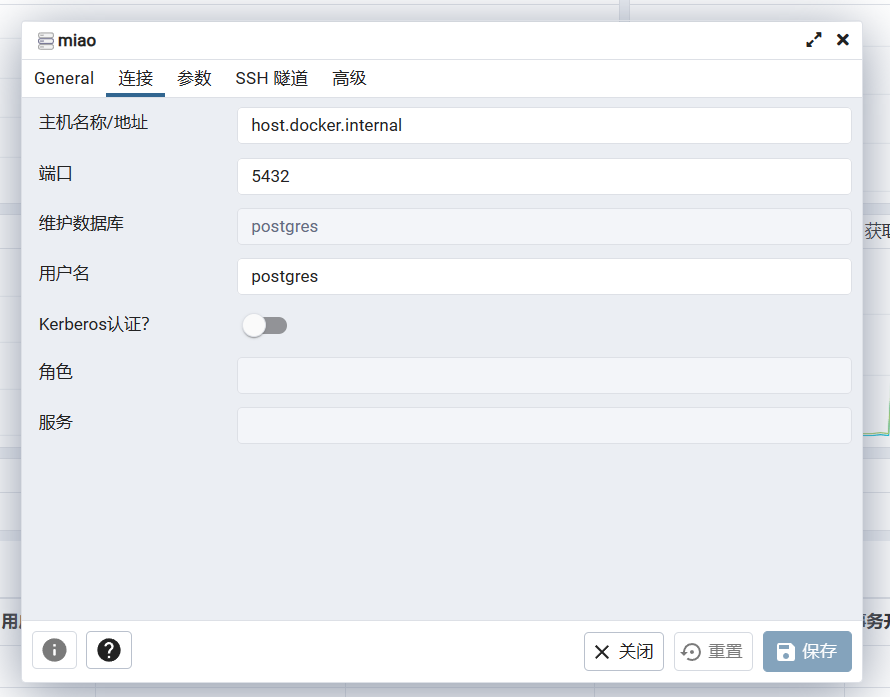 miao
General 连接 参数 SSH 隧道 高级
主机名称/地址 host.docker.internal
端口 5432
维护数据库 postgres
获取
用户名 postgres
Kerberos认证?
角色
服务
用
务
关闭 重置 保存